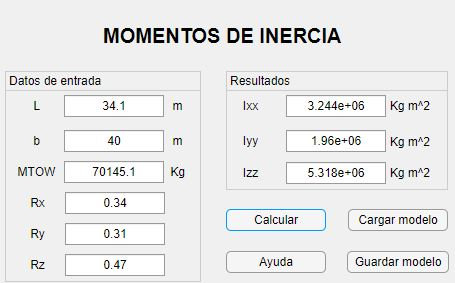 MOMENTOS DE INERCIA
Datos de entrada
L 34.1 m
b 40 m
MTOW 70145.1 Kg
Rx 0.34
Ry 0.31
Rz 0.47
Resultados
Ixx 3.244e+06 Kg m^2
Iyy 1.96e+06 Kg m^2
Izz 5.318e+06 Kg m^2
Calcular Cargar modelo
Ayuda Guardar modelo